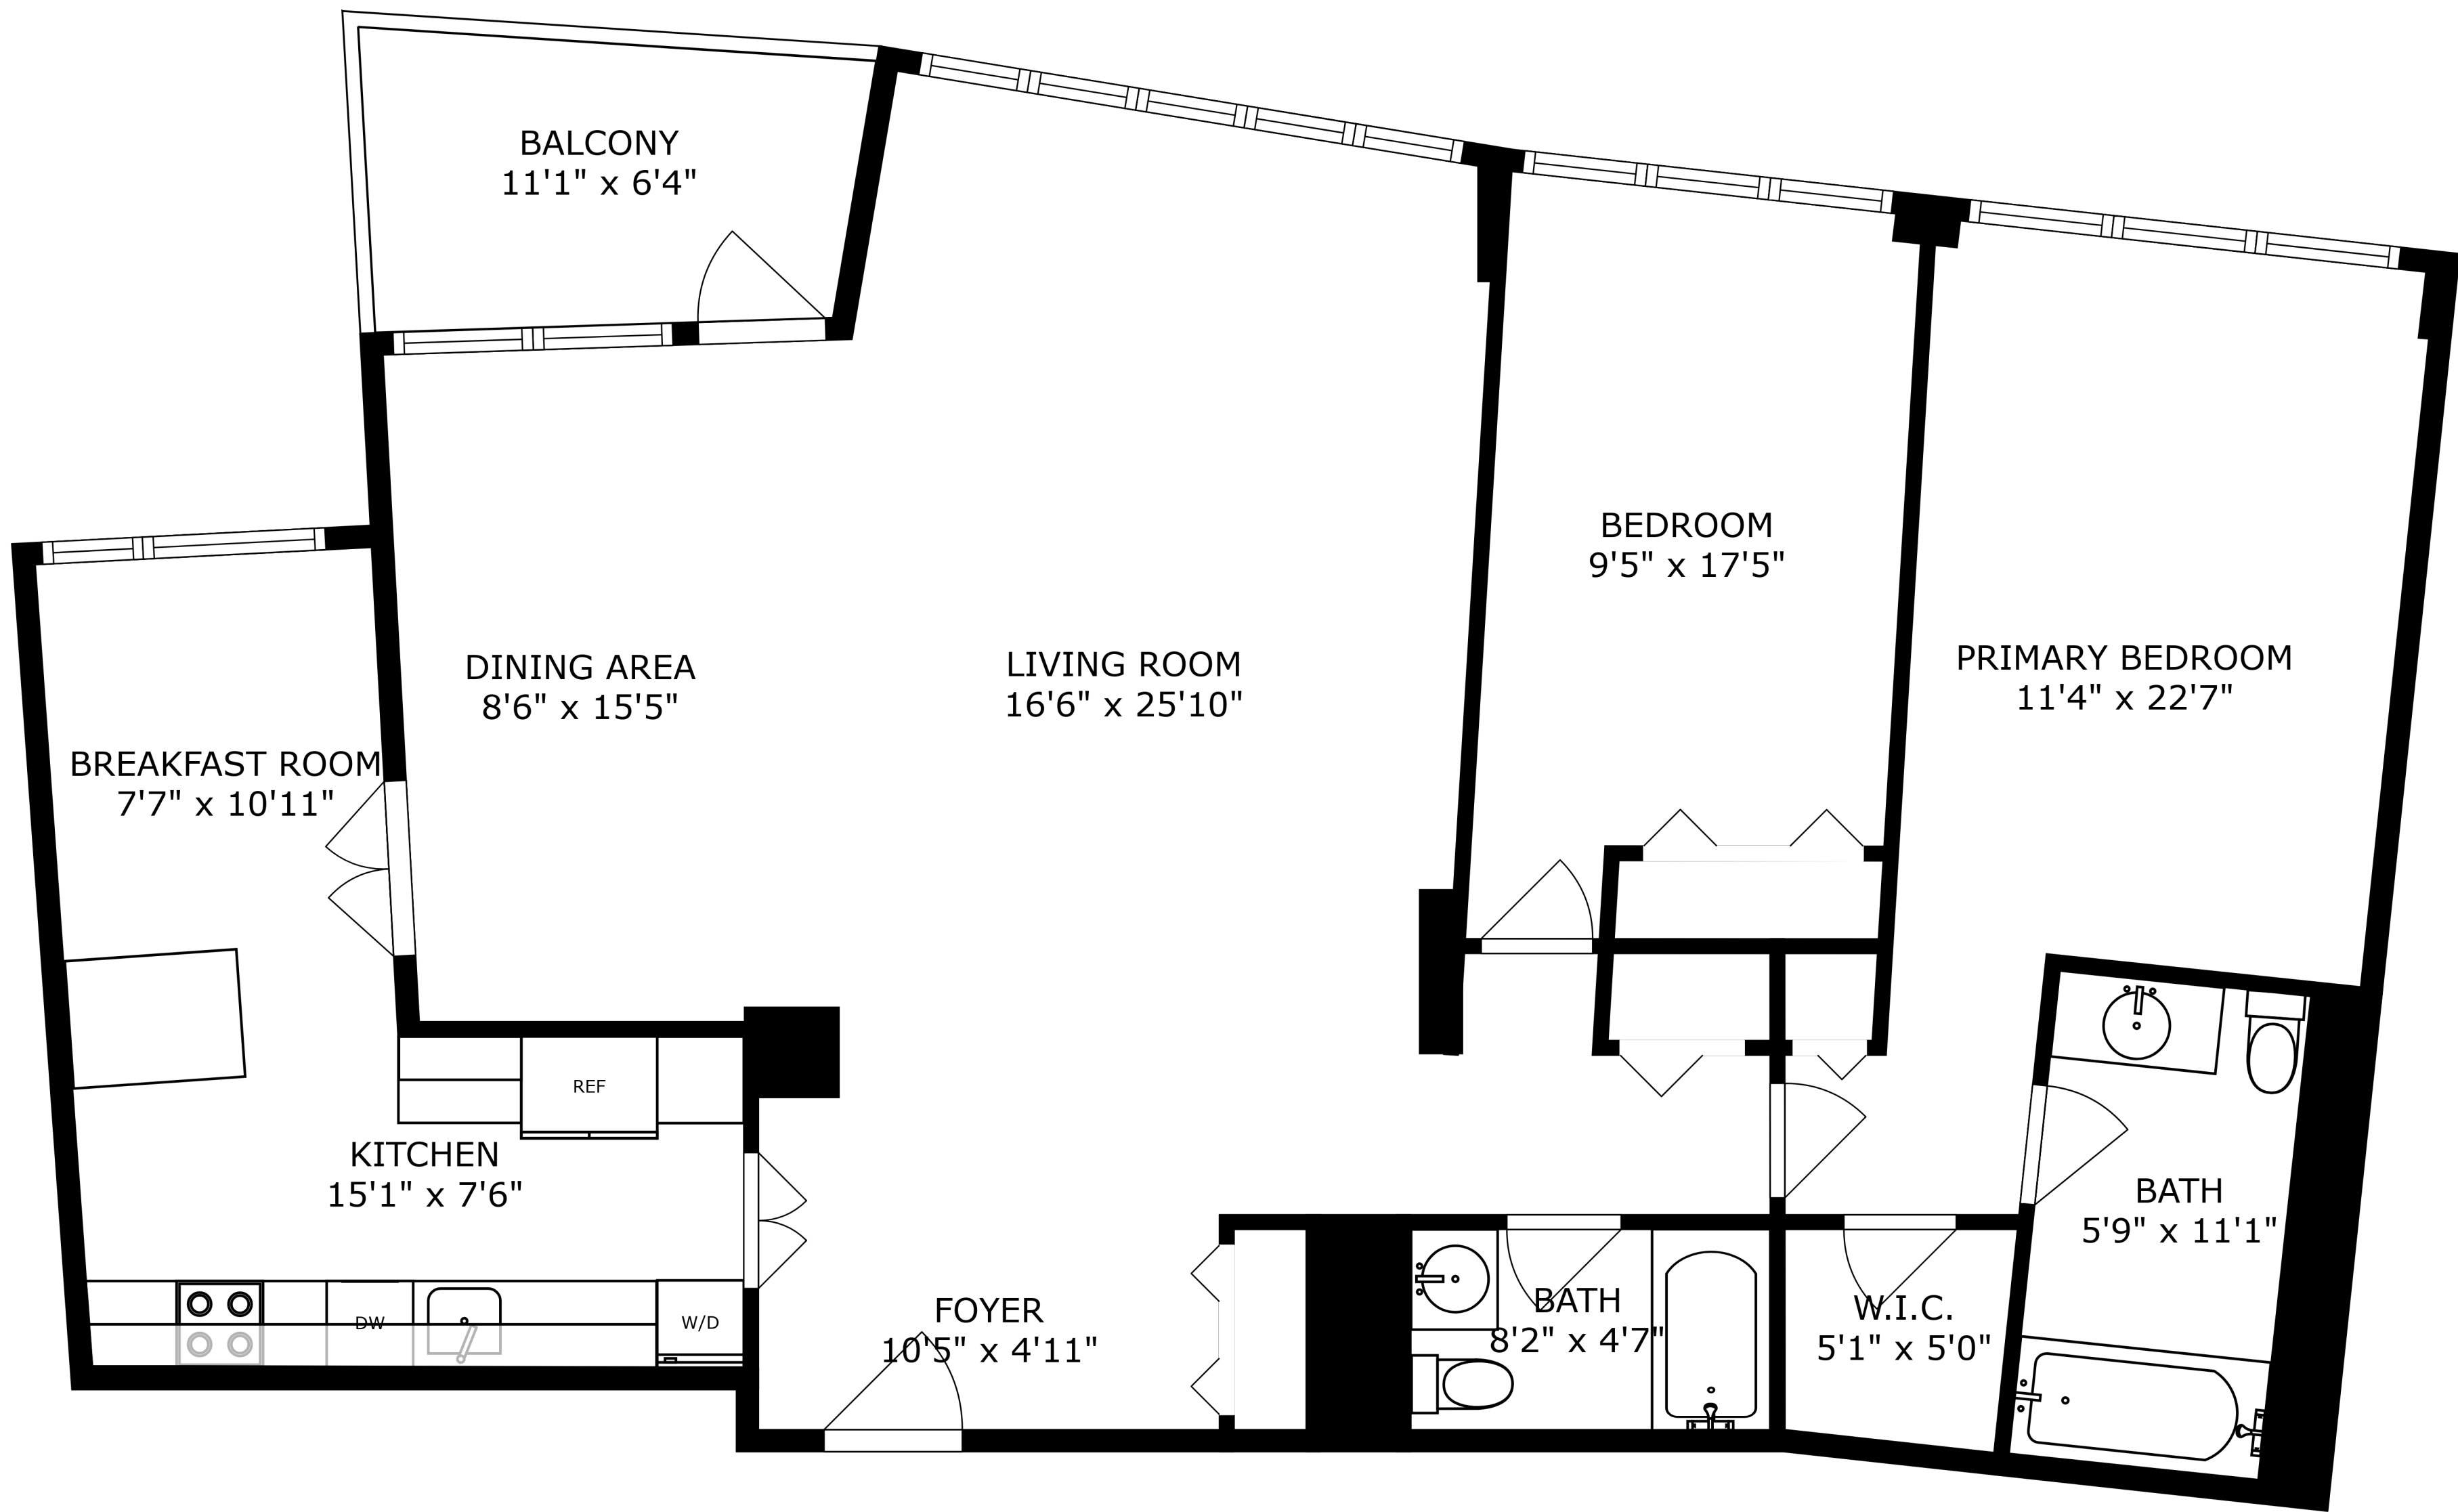 BALCONY
11'1" x 6'4"
BEDROOM
9'5" x 17'5"
PRIMARY BEDROOM
11'4" x 22'7"
DINING AREA
8'6" x 15'5"
LIVING ROOM
16'6" x 25'10"
BREAKFAST ROOM
7'7" x 10'11"
REF
KITCHEN
15'1" x 7'6"
BATH
5'9" x 11'1"
DW
W/D
FOYER
10'5" x 4'11"
BATH
8'2" x 4'7"
W.I.C.
5'1" x 5'0"